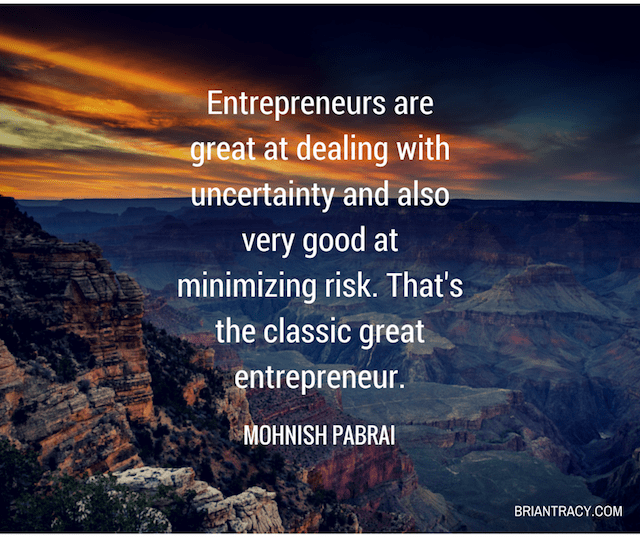 Entrepreneurs are
great at dealing with
uncertainty and also
very good at
minimizing risk. That's
the classic great
entrepreneur.
MOHNISH PABRAI
BRIANTRACY.COM